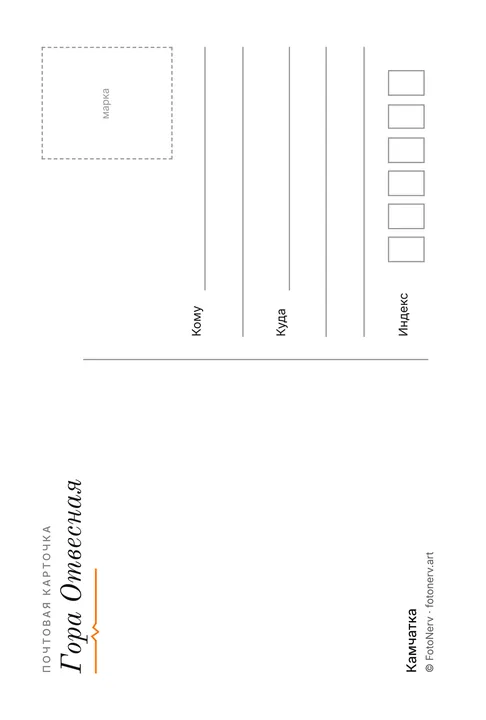 ПОЧТОВАЯ КАРТОЧКА
Гора Отвесная
марка
Кому
Куда
Индекс
Камчатка
© FotoNerv · fotonerv.art